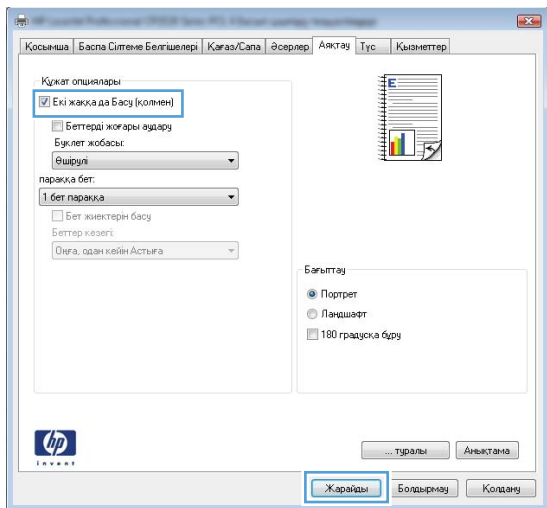 Қосымша Баспа Сілтеме Белгішелері Қағаз/Сапа Әсерлер Аяқтау Түс Қызметтер
Құжат опциялары
Екі жаққа да Басу (қолмен)
Беттерді жоғары аудару
Буклет жобасы:
Өшірулі
параққа бет:
1 бет параққа
Бет жиектерін басу
Беттер кезегі:
Оңға, одан кейін Астыға
E
Бағыттау
Портрет
Ландшафт
180 градусқа бұру
hp
invent
... туралы Анықтама
Жарайды Болдырмау Қолдану